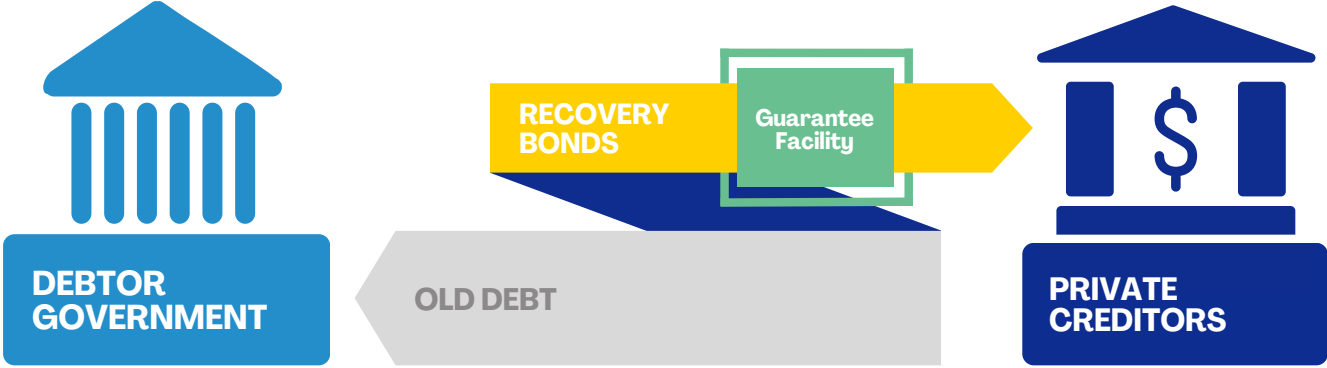 RECOVERY
BONDS
Guarantee
Facility
$
DEBTOR
GOVERNMENT
OLD DEBT
PRIVATE
CREDITORS